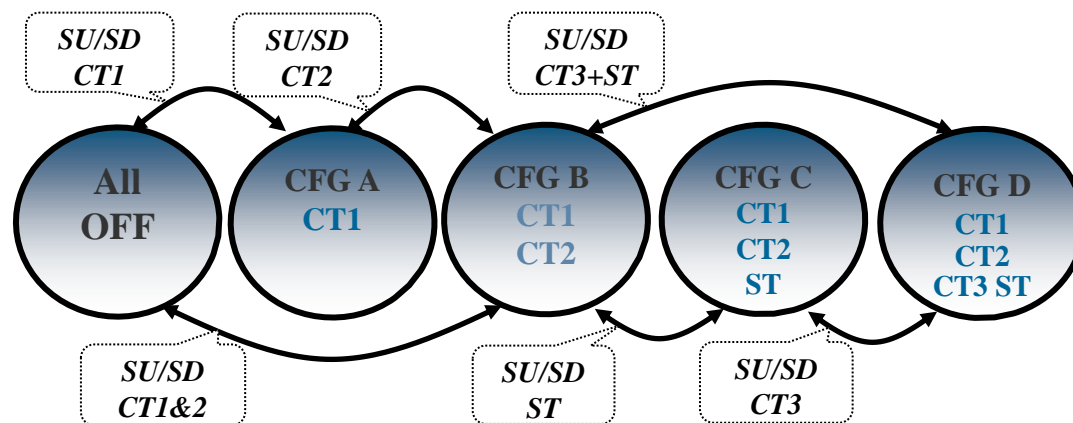 SU/SD
CT1
SU/SD
CT2
SU/SD
CT3+ST
All
OFF
CFG A
CT1
CFG B
CT1
CT2
CFG C
CT1
CT2
ST
CFG D
CT1
CT2
CT3 ST
SU/SD
CT1&2
SU/SD
ST
SU/SD
CT3